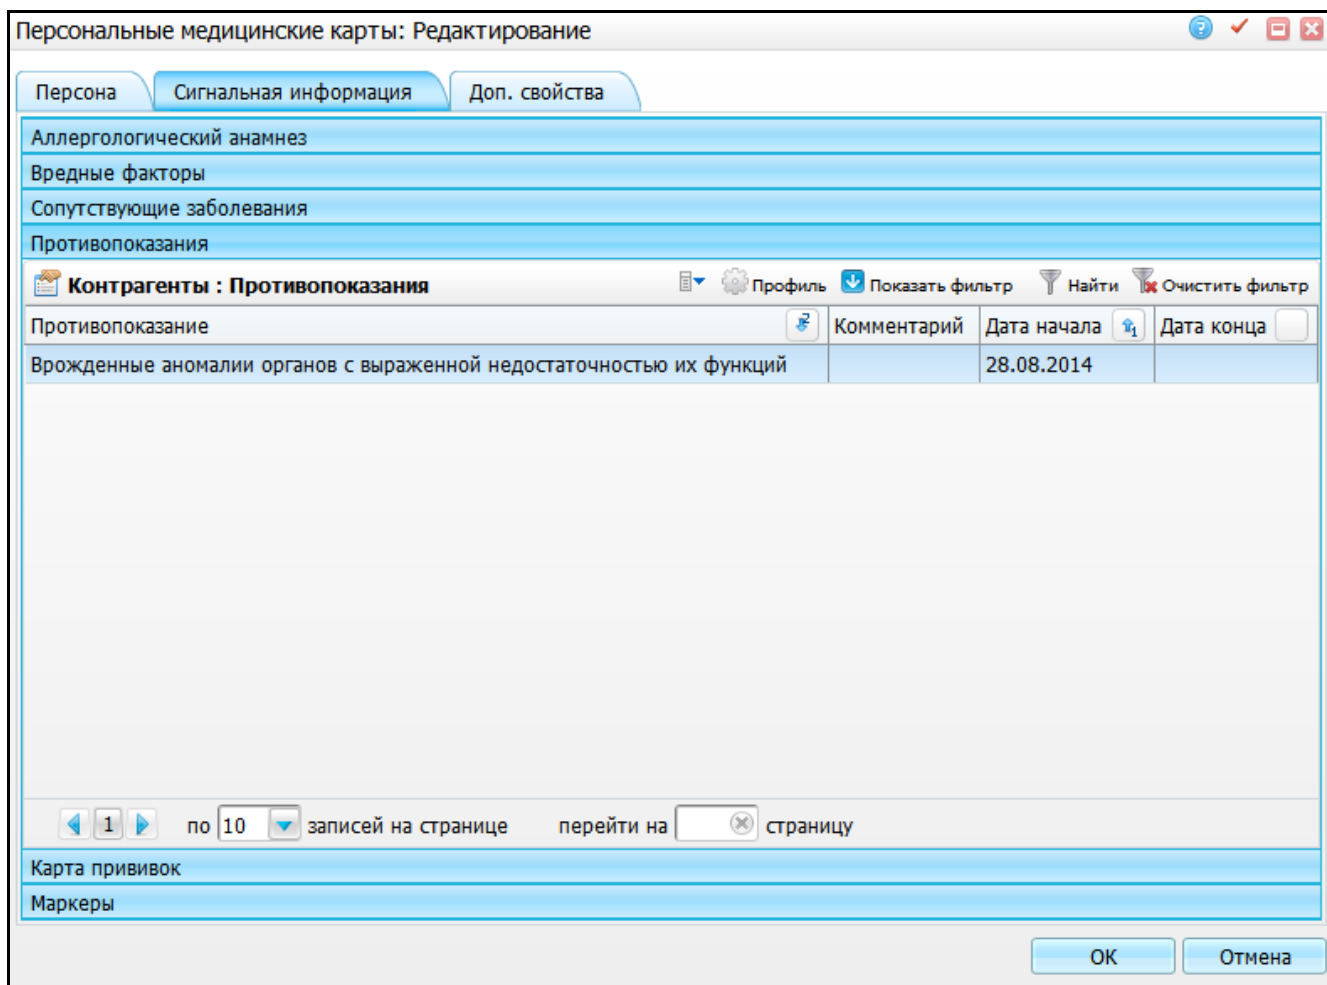 Персональные медицинские карты: Редактирование
Персона Сигнальная информация Доп. свойства
Аллергологический анамнез
Вредные факторы
Сопутствующие заболевания
Противопоказания
Контрагенты : Противопоказания Профиль Показать фильтр Найти Очистить фильтр
Противопоказание 2 Комментарий Дата начала 1 Дата конца
Врожденные аномалии органов с выраженной недостаточностью их функций 28.08.2014
1 по 10 записей на странице перейти на страницу
Карта прививок
Маркеры
ОК Отмена